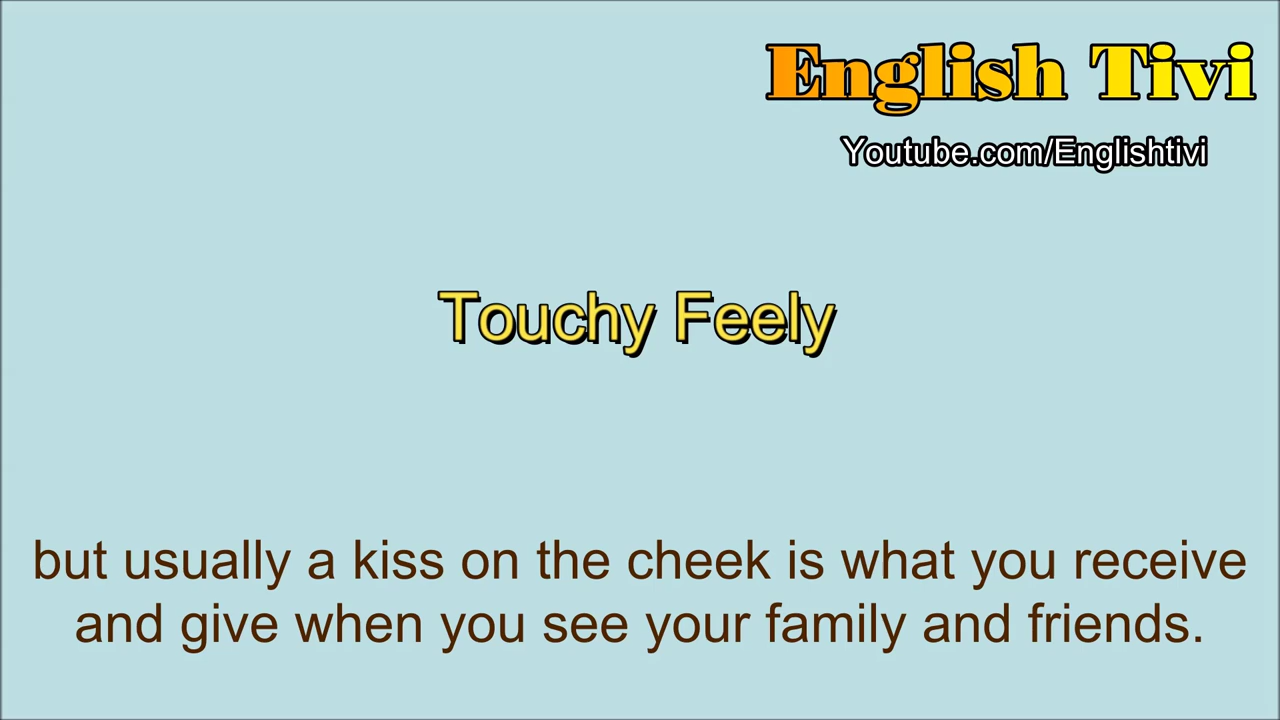 English Tivi
Youtube.com/Englishtivi
Touchy Feely
but usually a kiss on the cheek is what you receive
and give when you see your family and friends.